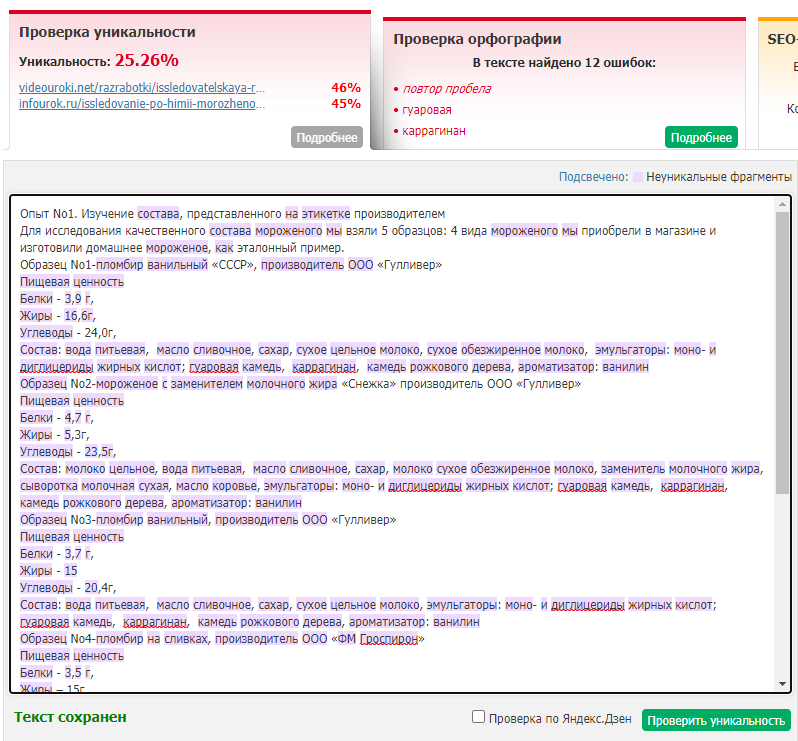 Проверка уникальности
Уникальность: 25.26%
videouroki.net/razrabotki/issledovatelskaya-r... 46%
infourok.ru/issledovanie-po-himii-morozheno... 45%
Подробнее
Проверка орфографии
В тексте найдено 12 ошибок:
• повтор пробела
• гуаровая
• каррагинан
Подробнее
SEO-
Подсвечено: Неуникальные фрагменты
Опыт No1. Изучение состава, представленного на этикетке производителем
Для исследования качественного состава мороженого мы взяли 5 образцов: 4 вида мороженого мы приобрели в магазине и
изготовили домашнее мороженое, как эталонный пример.
Образец No1-пломбир ванильный «СССР», производитель ООО «Гулливер»
Пищевая ценность
Белки - 3,9 г,
Жиры - 16,6г,
Углеводы - 24,0г,
Состав: вода питьевая, масло сливочное, сахар, сухое цельное молоко, сухое обезжиренное молоко, эмульгаторы: моно- и
диглицериды жирных кислот; гуаровая камедь, каррагинан, камедь рожкового дерева, ароматизатор: ванилин
Образец No2-мороженое с заменителем молочного жира «Снежка» производитель ООО «Гулливер»
Пищевая ценность
Белки - 4,7 г,
Жиры - 5,3г,
Углеводы - 23,5г,
Состав: молоко цельное, вода питьевая, масло сливочное, сахар, молоко сухое обезжиренное молоко, заменитель молочного жира,
сыворотка молочная сухая, масло коровье, эмульгаторы: моно- и диглицериды жирных кислот; гуаровая камедь, каррагинан,
камедь рожкового дерева, ароматизатор: ванилин
Образец No3-пломбир ванильный, производитель ООО «Гулливер»
Пищевая ценность
Белки - 3,7 г,
Жиры - 15
Углеводы - 20,4г,
Состав: вода питьевая, масло сливочное, сахар, сухое цельное молоко, эмульгаторы: моно- и диглицериды жирных кислот;
гуаровая камедь, каррагинан, камедь рожкового дерева, ароматизатор: ванилин
Образец No4-пломбир на сливках, производитель ООО «ФМ Гроспирон»
Пищевая ценность
Белки - 3,5 г,
Жиры – 15г
Текст сохранен
Проверка по Яндекс.Дзен
Проверить уникальность